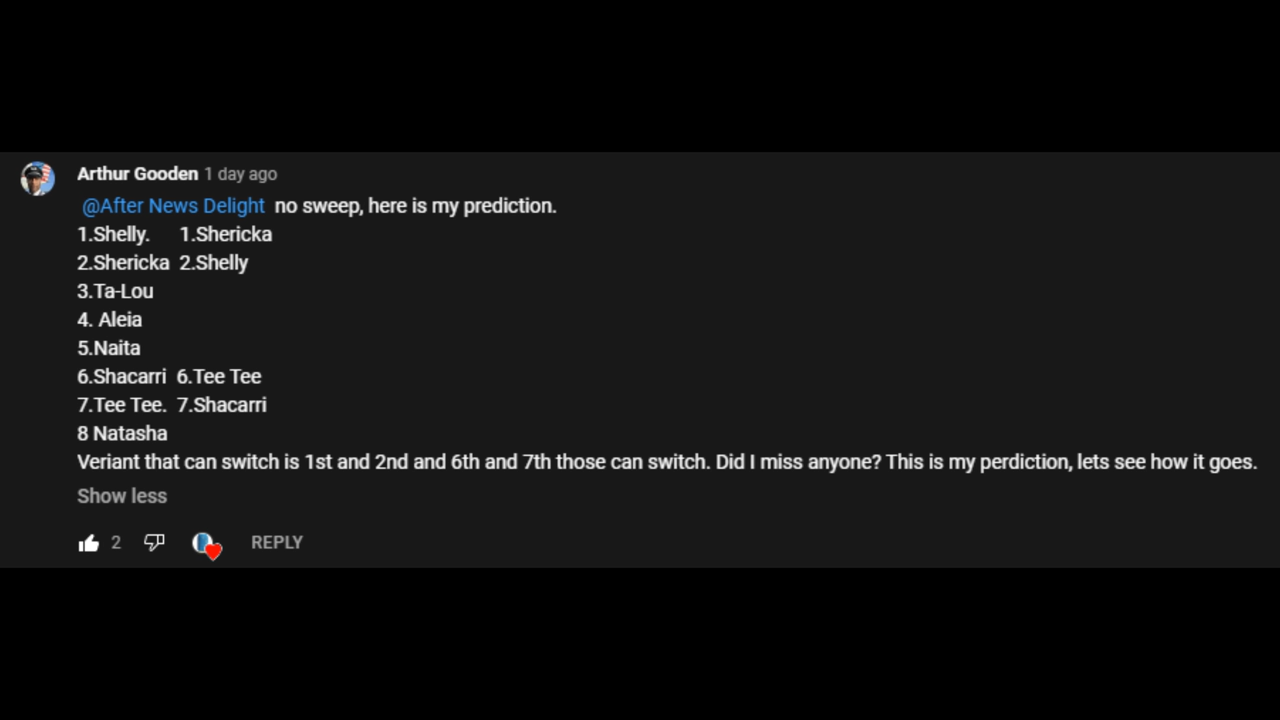 Arthur Gooden 1 day ago
@After News Delight no sweep, here is my prediction.
1.Shelly. 1.Shericka
2.Shericka 2.Shelly
3.Ta-Lou
4. Aleia
5.Naita
6.Shacarri 6.Tee Tee
7.Tee Tee. 7.Shacarri
8 Natasha
Veriant that can switch is 1st and 2nd and 6th and 7th those can switch. Did I miss anyone? This is my perdiction, lets see how it goes.
Show less
2 REPLY